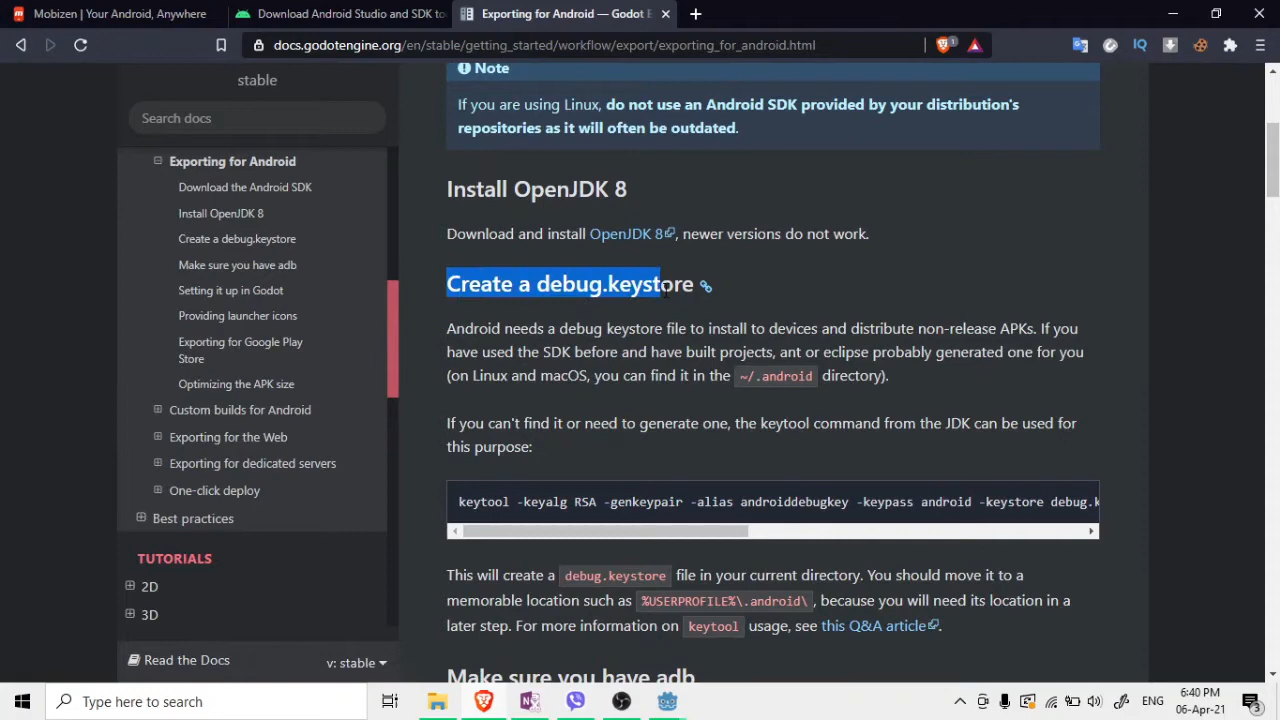 Mobizen | Your Android, Anywhere
Download Android Studio and SDK to
Exporting for Android — Godot E
docs.godotengine.org/en/stable/getting_started/workflow/export/exporting_for_android.html
1
IQ
stable
Search docs
Exporting for Android
Download the Android SDK
Install OpenJDK 8
Create a debug.keystore
Make sure you have adb
Setting it up in Godot
Providing launcher icons
Exporting for Google Play
Store
Optimizing the APK size
Custom builds for Android
Exporting for the Web
Exporting for dedicated servers
One-click deploy
Best practices
TUTORIALS
2D
3D
Read the Docs
v: stable
Note
If you are using Linux, do not use an Android SDK provided by your distribution's
repositories as it will often be outdated.
Install OpenJDK 8
Download and install OpenJDK 8, newer versions do not work.
Create a debug.keystore
Android needs a debug keystore file to install to devices and distribute non-release APKs. If you
have used the SDK before and have built projects, ant or eclipse probably generated one for you
(on Linux and macOS, you can find it in the ~/.android directory).
If you can't find it or need to generate one, the keytool command from the JDK can be used for
this purpose:
keytool -keyalg RSA -genkeypair -alias androiddebugkey -keypass android -keystore debug.k
This will create a debug.keystore file in your current directory. You should move it to a
memorable location such as %USERPROFILE%\.android\, because you will need its location in a
later step. For more information on keytool usage, see this Q&A article.
Make sure you have adb
Type here to search
ENG
6:40 PM
06-Apr-21
3